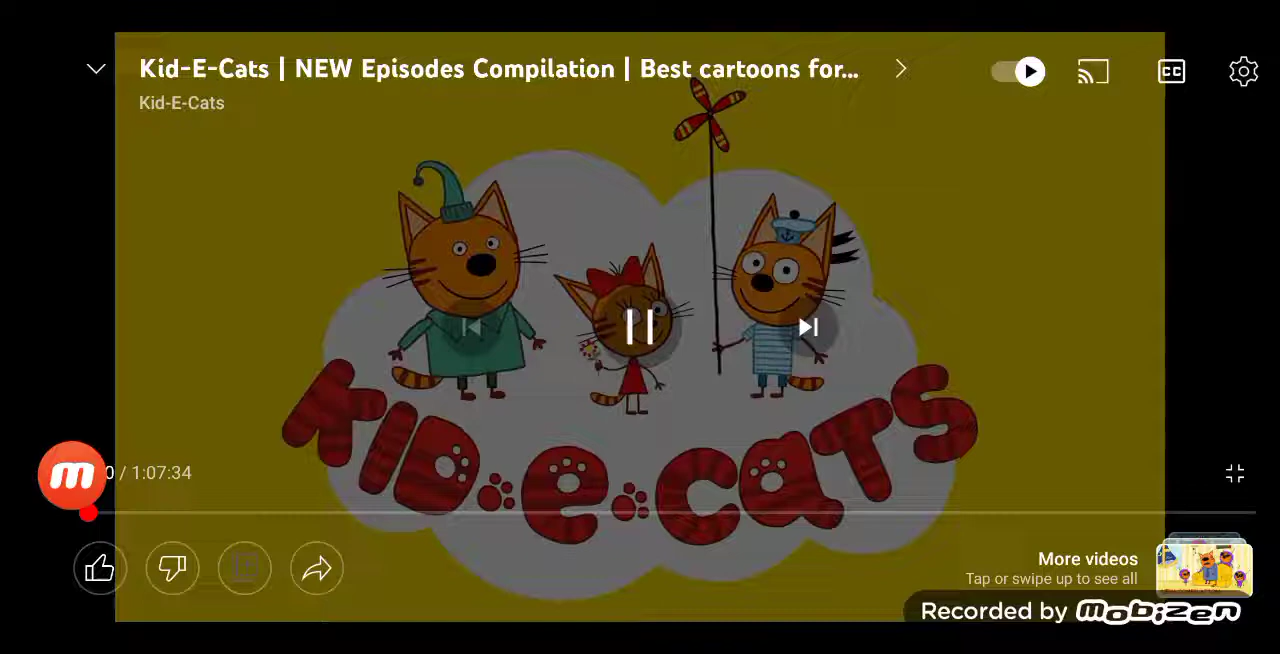 Kid-E-Cats | NEW Episodes Compilation | Best cartoons for...
Kid-E-Cats
CC
KID·e·CATS
m
0 / 1:07:34
More videos
Tap or swipe up to see all
Recorded by mobizen